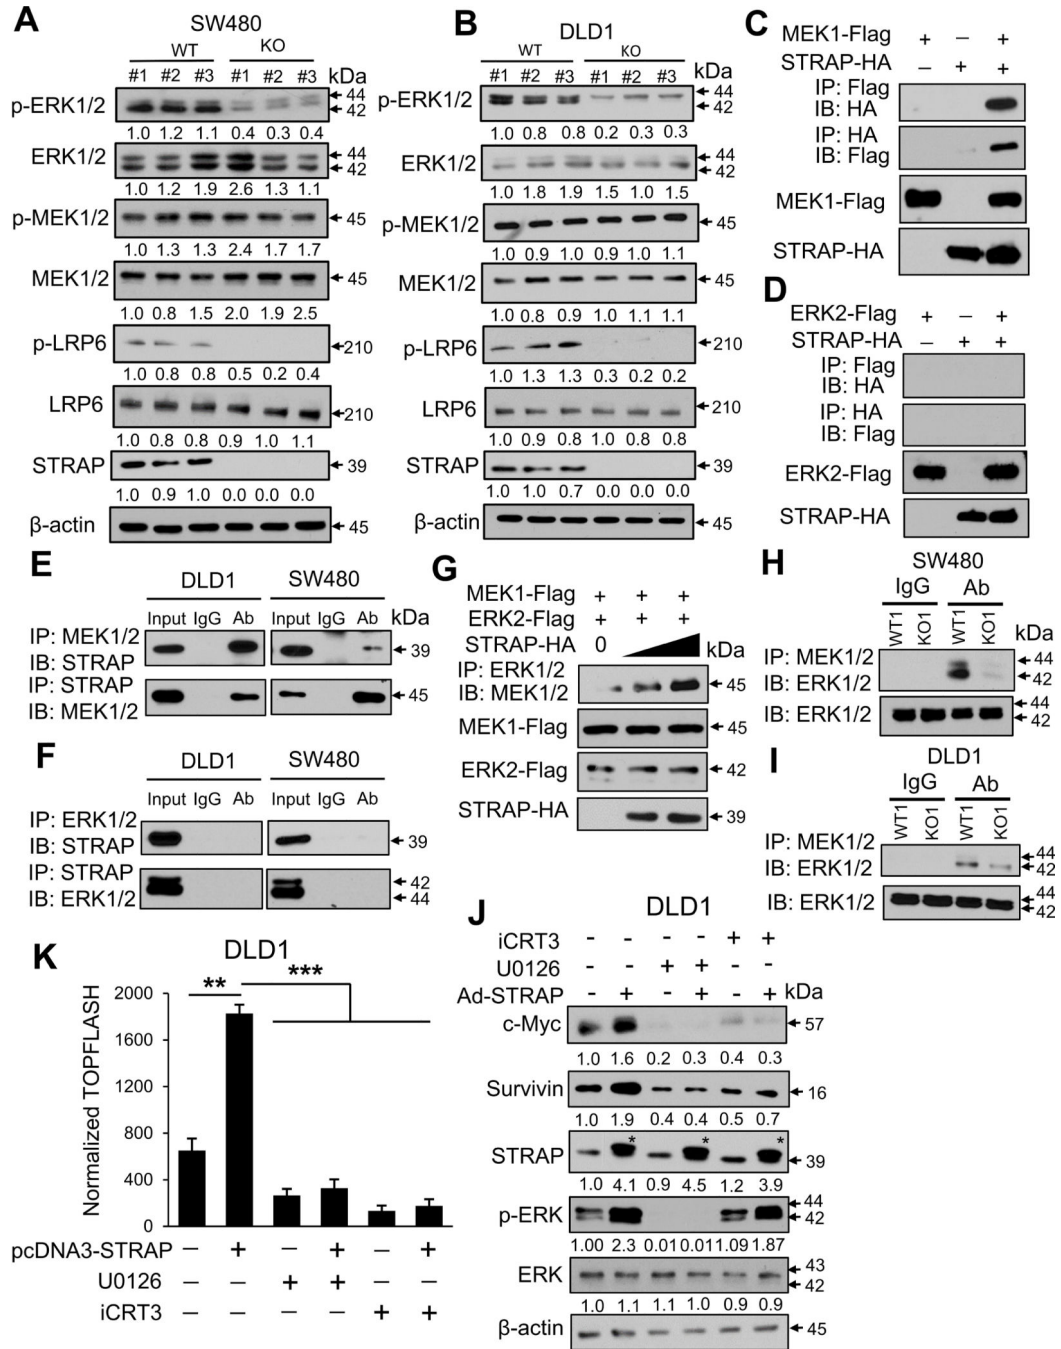 A
SW480
WT KO
#1 #2 #3 #1 #2 #3 kDa
p-ERK1/2 44
42
1.0 1.2 1.1 0.4 0.3 0.4
ERK1/2 44
42
1.0 1.2 1.9 2.6 1.3 1.1
p-MEK1/2 45
1.0 1.3 1.3 2.4 1.7 1.7
MEK1/2 45
1.0 0.8 1.5 2.0 1.9 2.5
p-LRP6 210
1.0 0.8 0.8 0.5 0.2 0.4
LRP6 210
1.0 0.8 0.8 0.9 1.0 1.1
STRAP 39
1.0 0.9 1.0 0.0 0.0 0.0
β-actin 45
B
DLD1
WT KO
#1 #2 #3 #1 #2 #3 kDa
p-ERK1/2 44
42
1.0 0.8 0.8 0.2 0.3 0.3
ERK1/2 44
42
1.0 1.8 1.9 1.5 1.0 1.5
p-MEK1/2 45
1.0 0.9 1.0 0.9 1.0 1.1
MEK1/2 45
1.0 0.8 0.9 1.0 1.1 1.1
p-LRP6 210
1.0 1.3 1.3 0.3 0.2 0.2
LRP6 210
1.0 0.9 0.8 1.0 0.8 0.8
STRAP 39
1.0 1.0 0.7 0.0 0.0 0.0
β-actin 45
C
MEK1-Flag + – +
STRAP-HA – + +
IP: Flag
IB: HA
IP: HA
IB: Flag
MEK1-Flag
STRAP-HA
D
ERK2-Flag + – +
STRAP-HA – + +
IP: Flag
IB: HA
IP: HA
IB: Flag
ERK2-Flag
STRAP-HA
E
DLD1 SW480
Input IgG Ab Input IgG Ab kDa
IP: MEK1/2
IB: STRAP 39
IP: STRAP
IB: MEK1/2 45
F
DLD1 SW480
Input IgG Ab Input IgG Ab
IP: ERK1/2
IB: STRAP 39
IP: STRAP 42
IB: ERK1/2 44
G
MEK1-Flag + + +
ERK2-Flag + + +
STRAP-HA 0 kDa
IP: ERK1/2
IB: MEK1/2 45
MEK1-Flag 45
ERK2-Flag 42
STRAP-HA 39
H
SW480
IgG Ab
WT1 KO1 WT1 KO1 kDa
IP: MEK1/2 44
IB: ERK1/2 42
IB: ERK1/2 44
42
I
DLD1
IgG Ab
WT1 KO1 WT1 KO1
IP: MEK1/2 44
IB: ERK1/2 42
IB: ERK1/2 44
42
J
DLD1
iCRT3 - - - - + +
U0126 - - + + - -
Ad-STRAP - + - + - + kDa
c-Myc 57
1.0 1.6 0.2 0.3 0.4 0.3
Survivin 16
1.0 1.9 0.4 0.4 0.5 0.7
STRAP * * * 39
1.0 4.1 0.9 4.5 1.2 3.9
p-ERK 44
42
1.00 2.3 0.01 0.01 1.09 1.87
ERK 43
42
1.0 1.1 1.1 1.0 0.9 0.9
β-actin 45
K
DLD1
** ***
Normalized TOPFLASH
2000
1600
1200
800
400
0
pcDNA3-STRAP – + – + – +
U0126 – – + + – –
iCRT3 – – – – + +